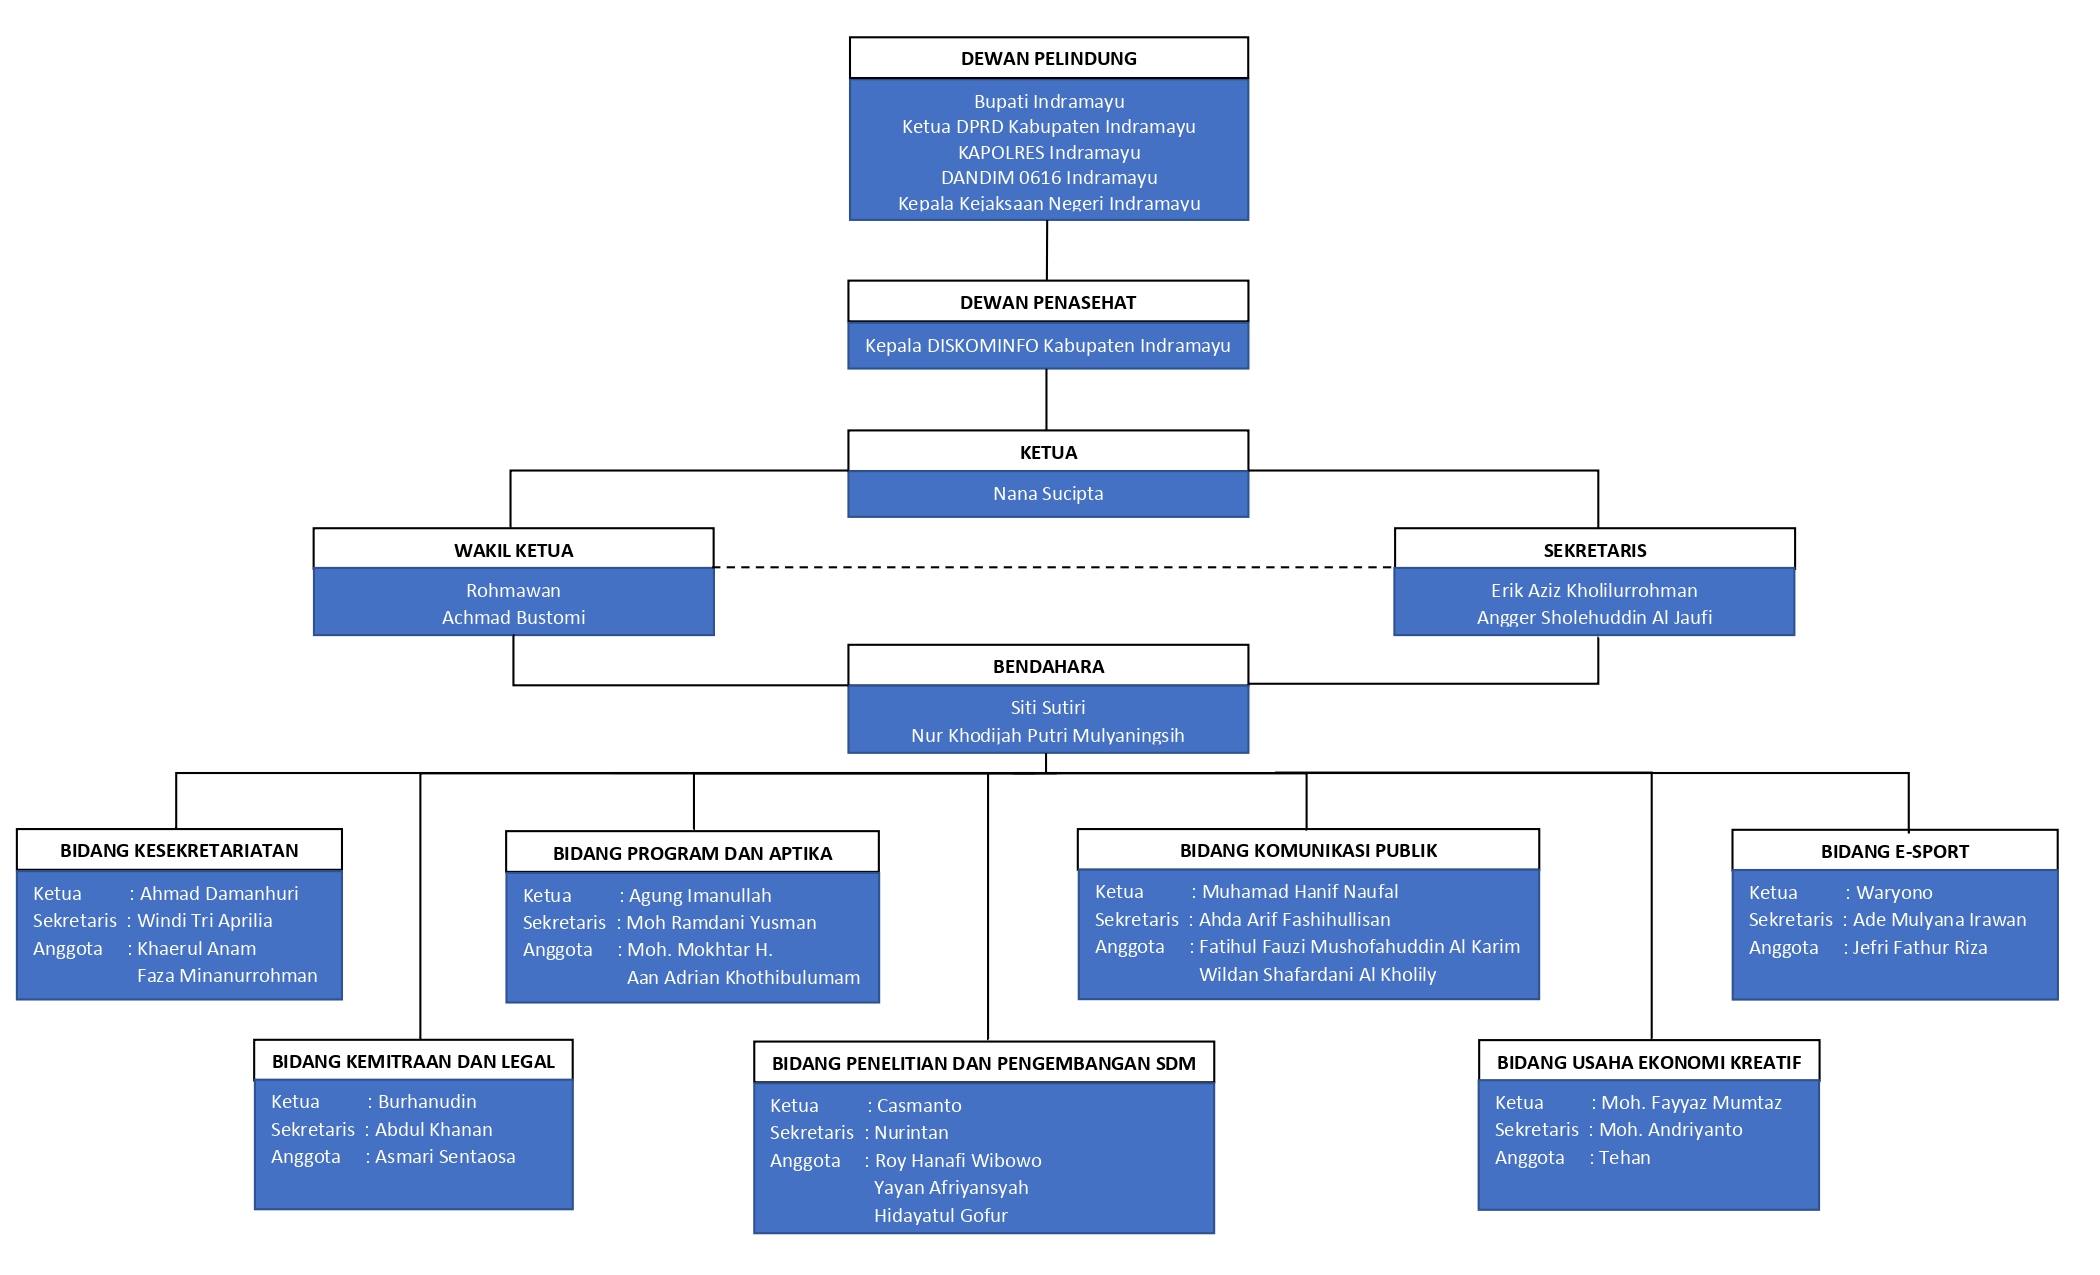 DEWAN PELINDUNG
Bupati Indramayu
Ketua DPRD Kabupaten Indramayu
KAPOLRES Indramayu
DANDIM 0616 Indramayu
Kepala Kejaksaan Negeri Indramayu
DEWAN PENASEHAT
Kepala DISKOMINFO Kabupaten Indramayu
KETUA
Nana Sucipta
WAKIL KETUA
Rohmawan
Achmad Bustomi
SEKRETARIS
Erik Aziz Kholilurrohman
Angger Sholehuddin Al Jaufi
BENDAHARA
Siti Sutiri
Nur Khodijah Putri Mulyaningsih
BIDANG KESEKRETARIATAN
Ketua : Ahmad Damanhuri
Sekretaris : Windi Tri Aprilia
Anggota : Khaerul Anam
Faza Minanurrohman
BIDANG PROGRAM DAN APTIKA
Ketua : Agung Imanullah
Sekretaris : Moh Ramdani Yusman
Anggota : Moh. Mokhtar H.
Aan Adrian Khothibulumam
BIDANG KOMUNIKASI PUBLIK
Ketua : Muhamad Hanif Naufal
Sekretaris : Ahda Arif Fashihullisan
Anggota : Fatihul Fauzi Mushofahuddin Al Karim
Wildan Shafardani Al Kholily
BIDANG E-SPORT
Ketua : Waryono
Sekretaris : Ade Mulyana Irawan
Anggota : Jefri Fathur Riza
BIDANG KEMITRAAN DAN LEGAL
Ketua : Burhanudin
Sekretaris : Abdul Khanan
Anggota : Asmari Sentaosa
BIDANG PENELITIAN DAN PENGEMBANGAN SDM
Ketua : Casmanto
Sekretaris : Nurintan
Anggota : Roy Hanafi Wibowo
Yayan Afriyansyah
Hidayatul Gofur
BIDANG USAHA EKONOMI KREATIF
Ketua : Moh. Fayyaz Mumtaz
Sekretaris : Moh. Andriyanto
Anggota : Tehan